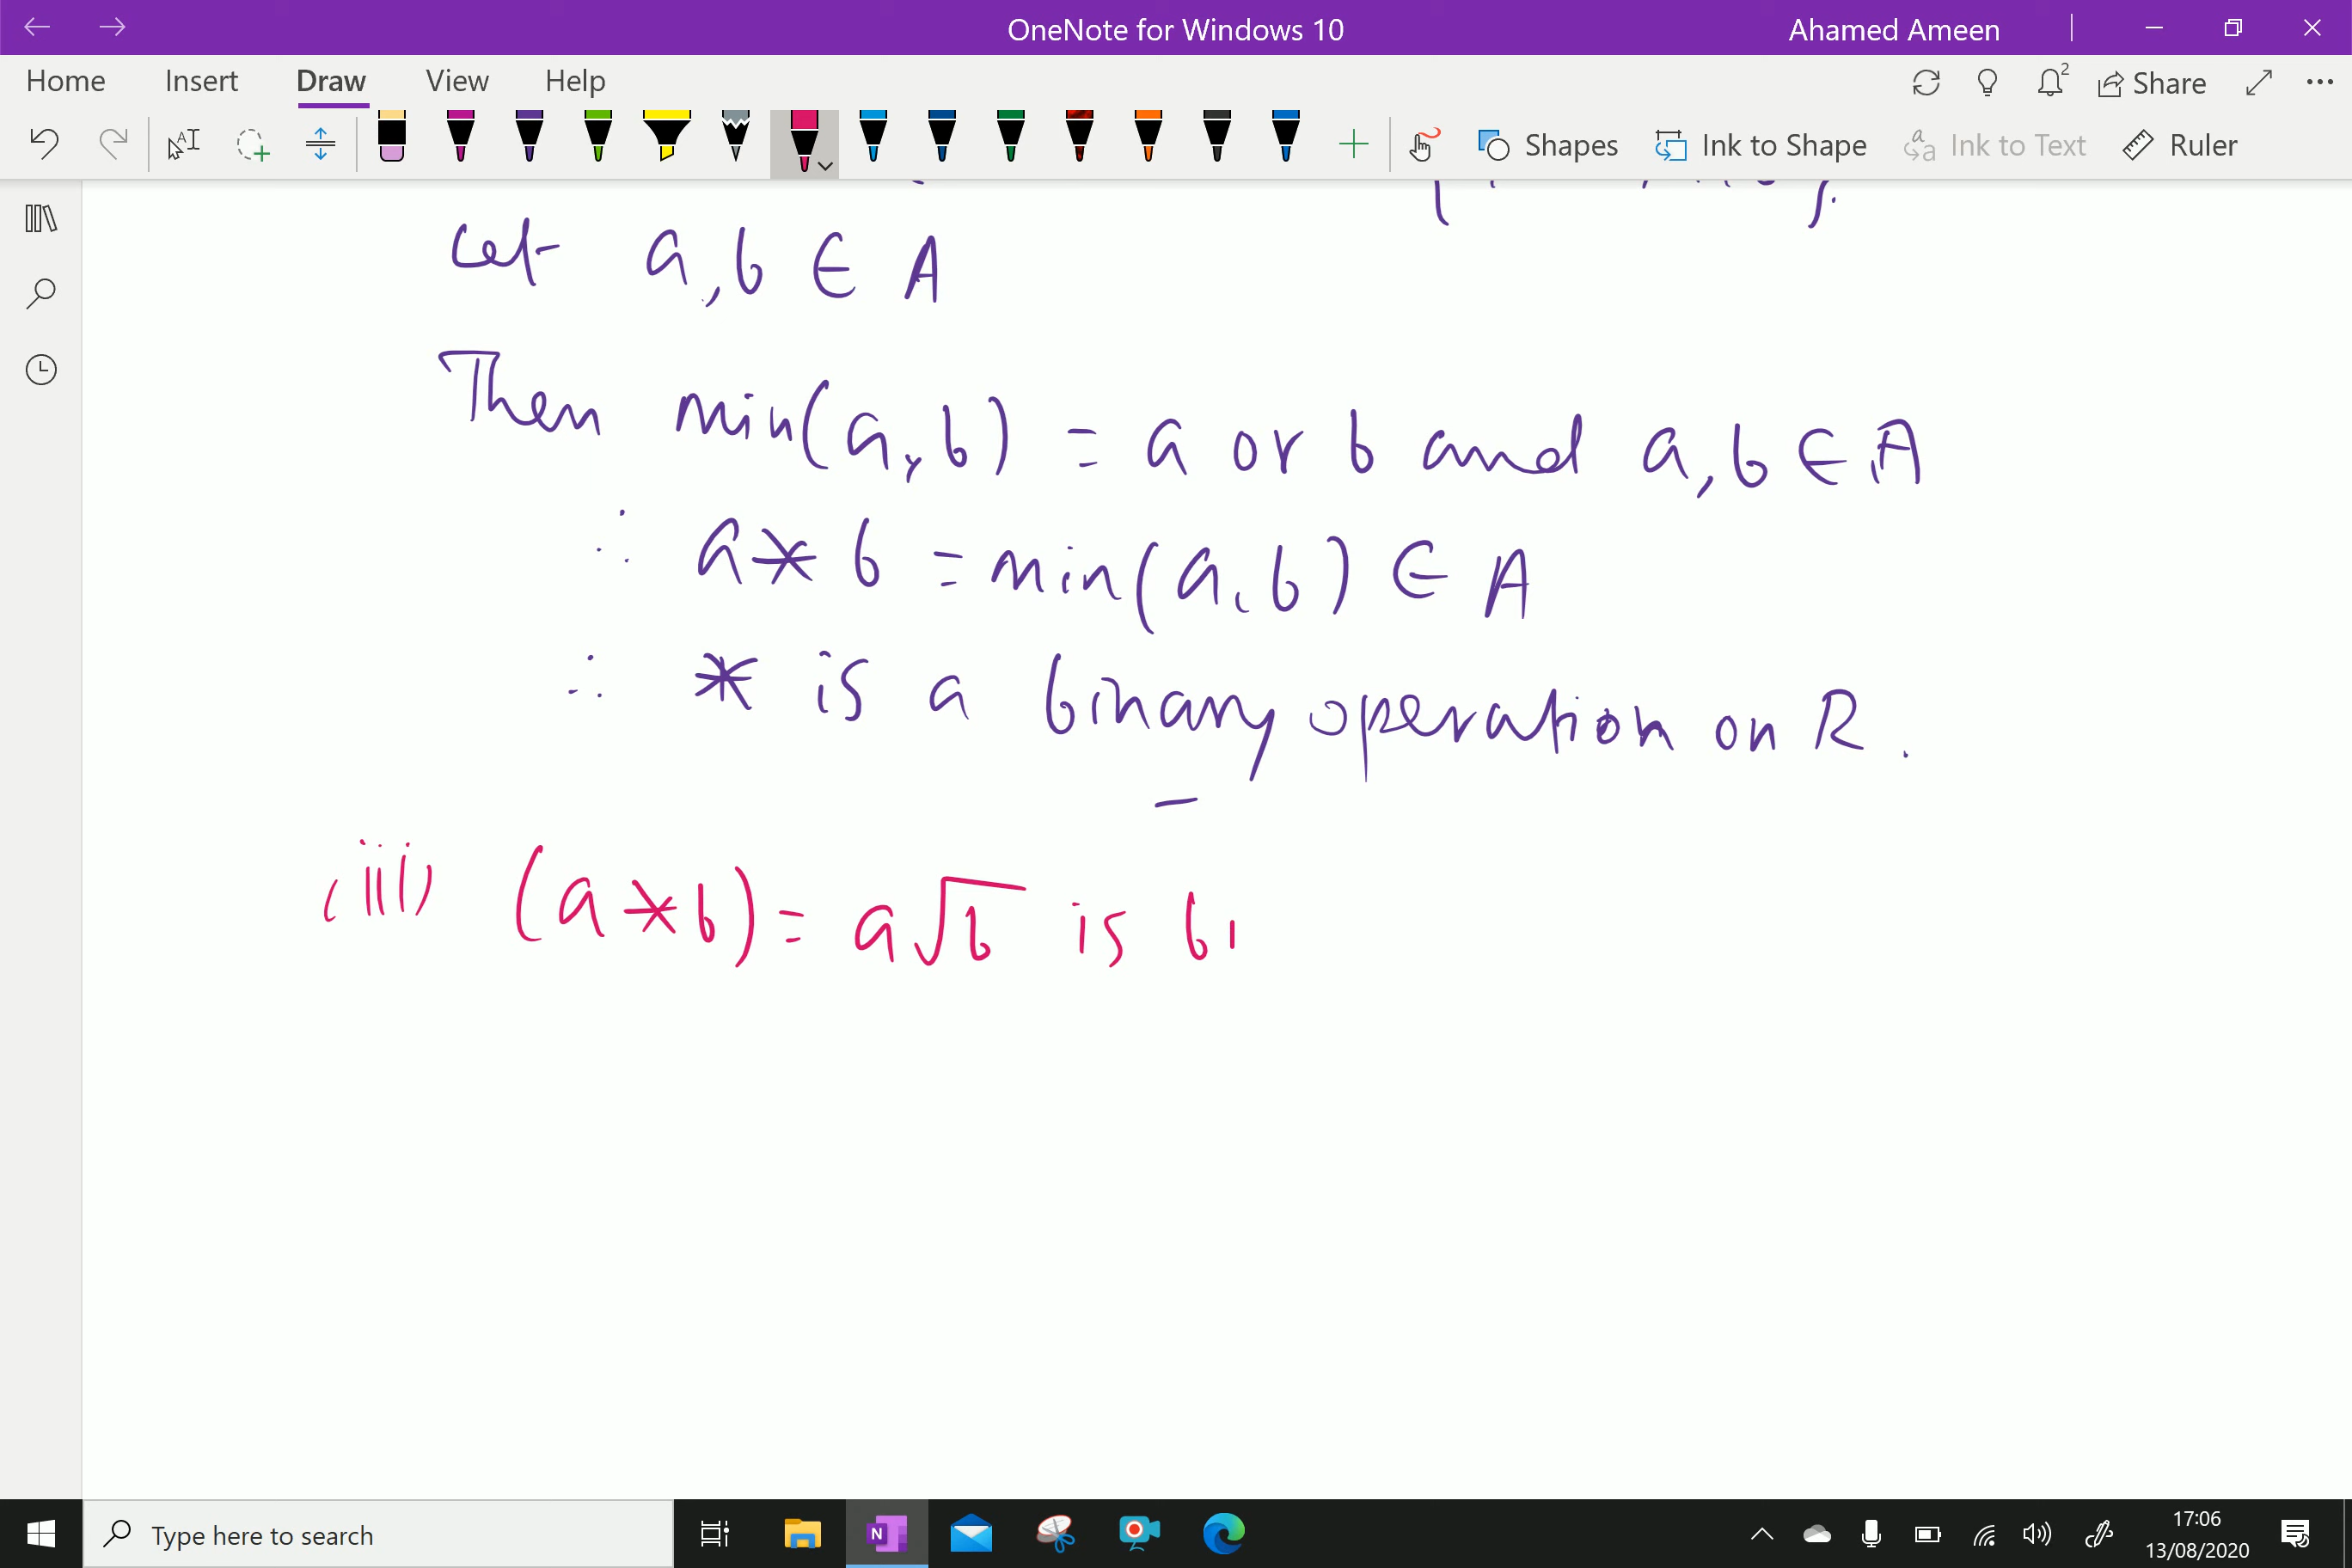 OneNote for Windows 10 Ahamed Ameen
Home Insert Draw View Help 2 Share
Shapes Ink to Shape Ink to Text Ruler
Let a,b ∈ A
Then min(a,b) = a or b and a,b ∈ A
∴ a * b = min(a,b) ∈ A
∴ * is a binary operation on R.
(iii) (a * b) = a√b is bı
Type here to search
17:06
13/08/2020